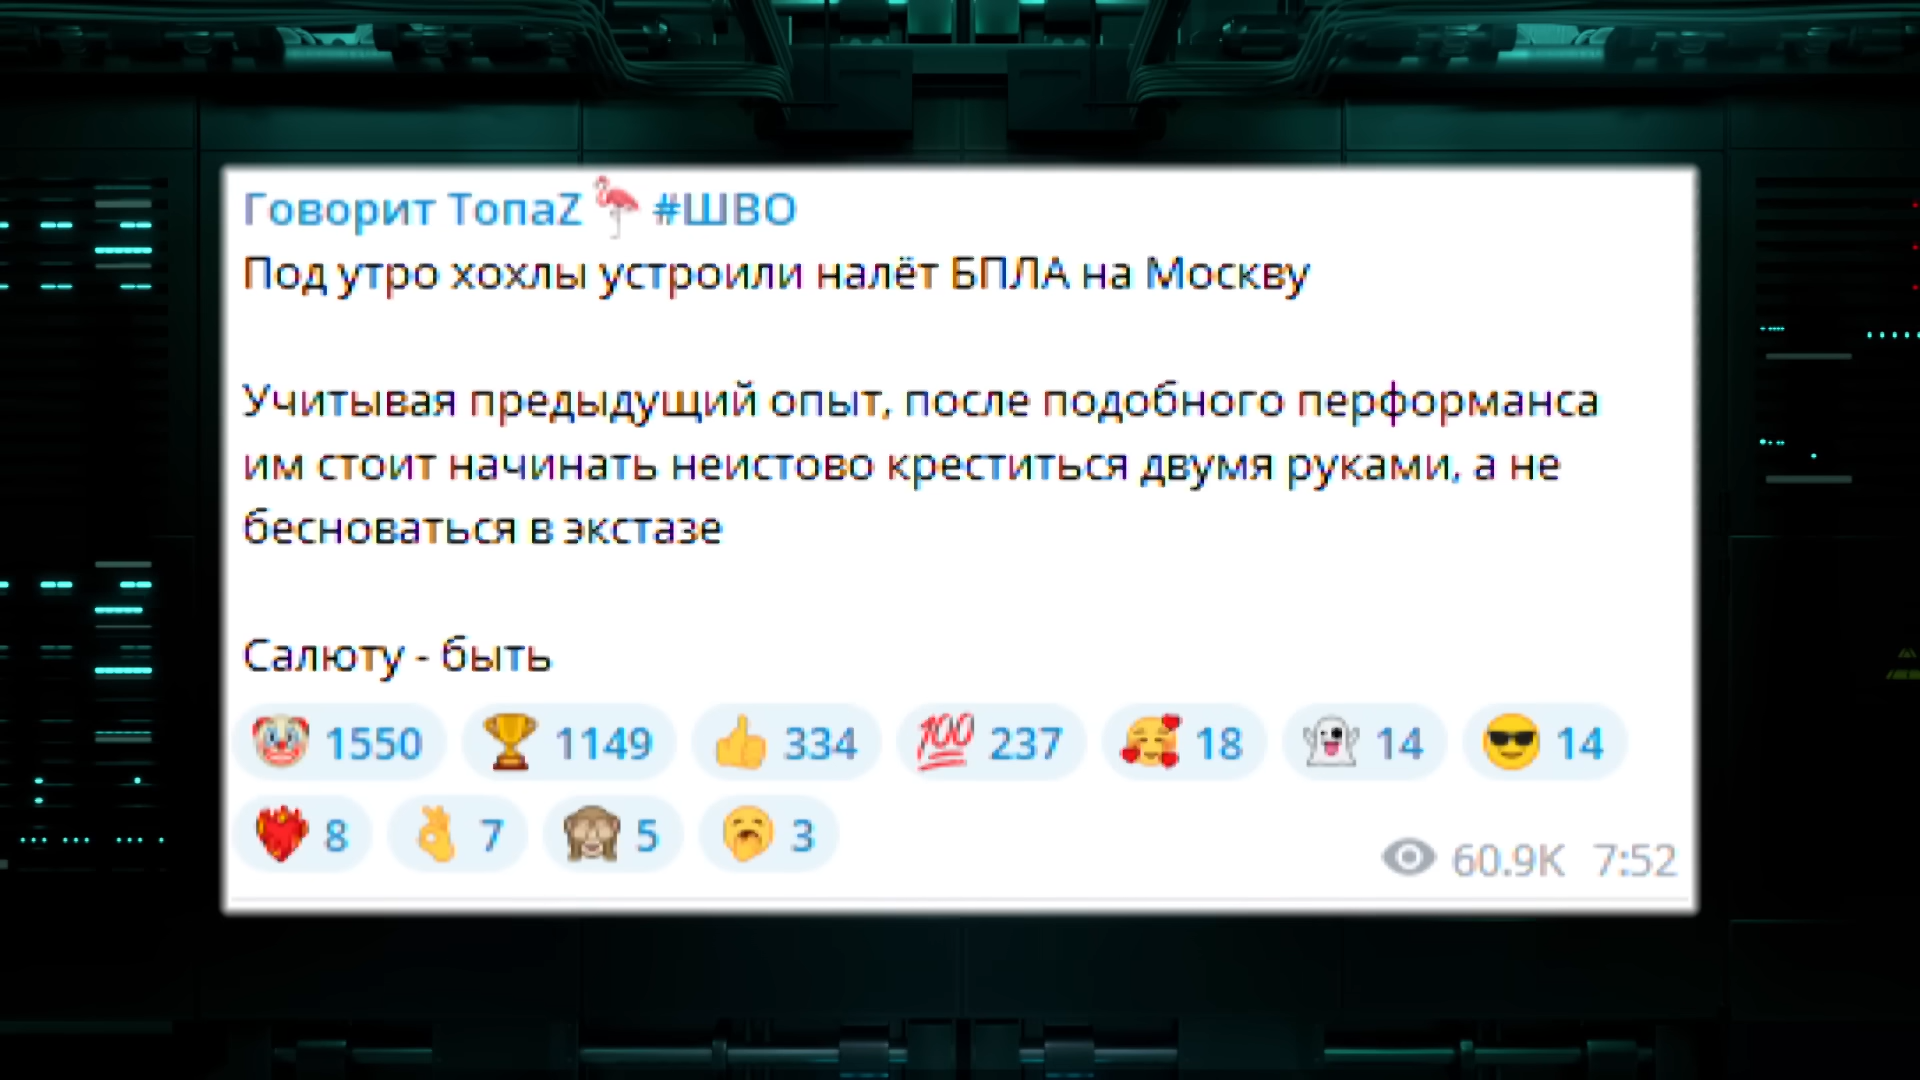 Говорит ТопаZ 🦩 #ШВО
Под утро хохлы устроили налёт БПЛА на Москву
Учитывая предыдущий опыт, после подобного перформанса
им стоит начинать неистово креститься двумя руками, а не
бесноваться в экстазе
Салюту - быть
1550 1149 334 237 18 14 14
8 7 5 3
60.9K 7:52